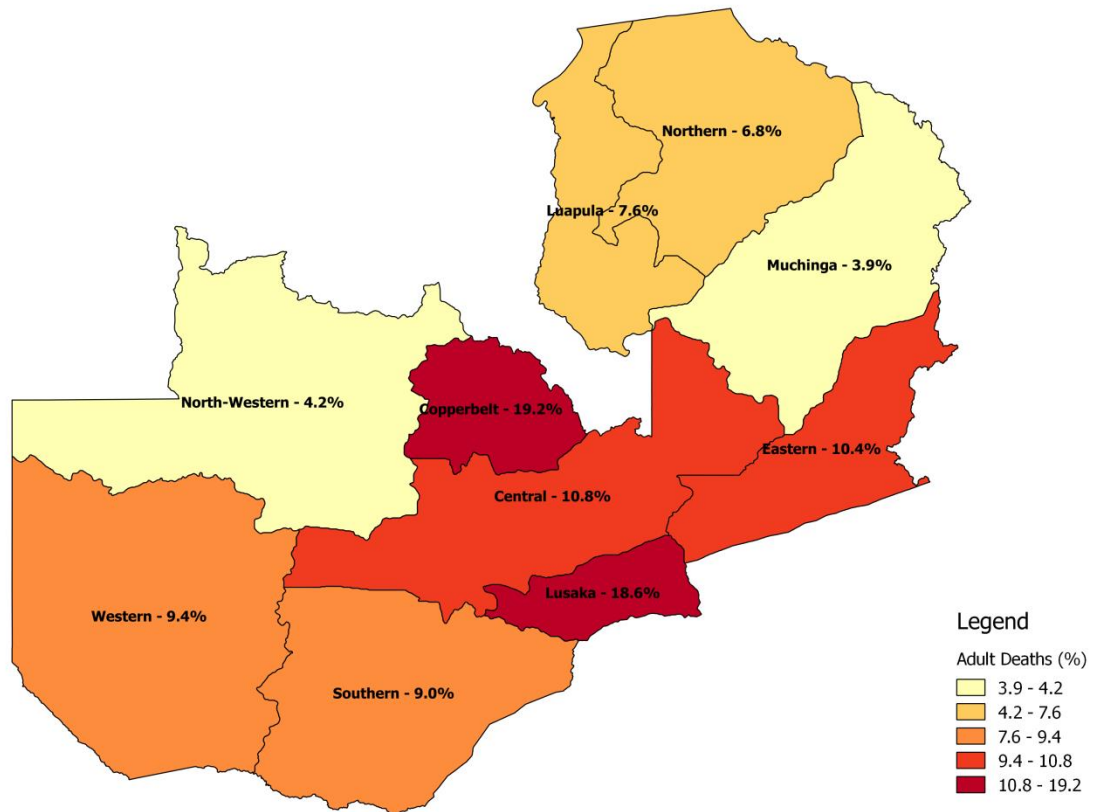 Northern - 6.8%
Luapula - 7.6%
Muchinga - 3.9%
North-Western - 4.2%
Copperbelt - 19.2%
Eastern - 10.4%
Central - 10.8%
Lusaka - 18.6%
Western - 9.4%
Southern - 9.0%
Legend
Adult Deaths (%)
3.9 - 4.2
4.2 - 7.6
7.6 - 9.4
9.4 - 10.8
10.8 - 19.2